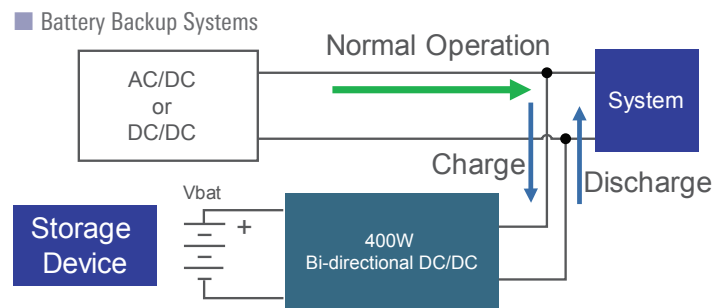 Battery Backup Systems
Normal Operation
AC/DC
or
DC/DC
System
Charge
Discharge
Vbat
+
Storage
Device
400W
Bi-directional DC/DC